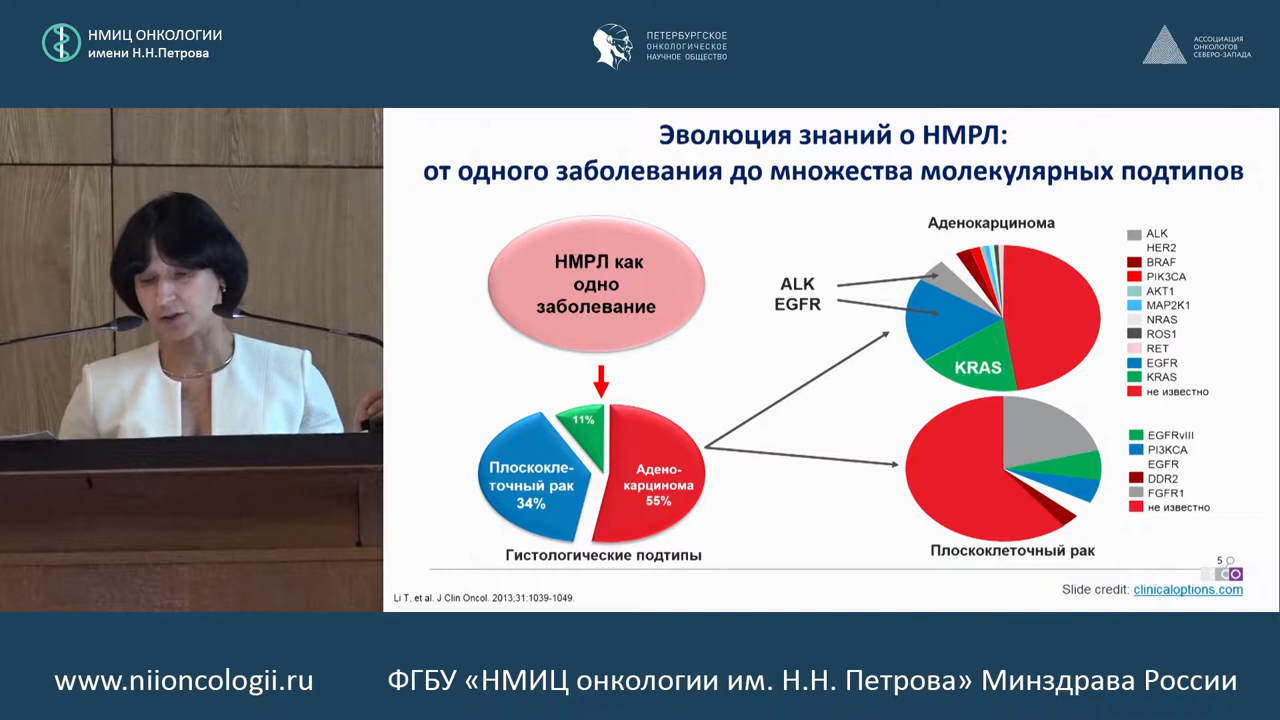 НМИЦ ОНКОЛОГИИ
имени Н.Н.Петрова
ПЕТЕРБУРГСКОЕ
ОНКОЛОГИЧЕСКОЕ
НАУЧНОЕ ОБЩЕСТВО
АССОЦИАЦИЯ
ОНКОЛОГОВ
СЕВЕРО-ЗАПАДА
Эволюция знаний о НМРЛ:
от одного заболевания до множества молекулярных подтипов
НМРЛ как
одно
заболевание
11%
Плоскокле-
точный рак
34%
Адено-
карцинома
55%
Гистологические подтипы
ALK
EGFR
Аденокарцинома
KRAS
ALK
HER2
BRAF
PIK3CA
AKT1
MAP2K1
NRAS
ROS1
RET
EGFR
KRAS
не известно
EGFRvIII
PI3KCA
EGFR
DDR2
FGFR1
не известно
Плоскоклеточный рак
5
Li T, et al. J Clin Oncol. 2013;31:1039-1049.
Slide credit: clinicaloptions.com
www.niioncologii.ru
ФГБУ «НМИЦ онкологии им. Н.Н. Петрова» Минздрава России